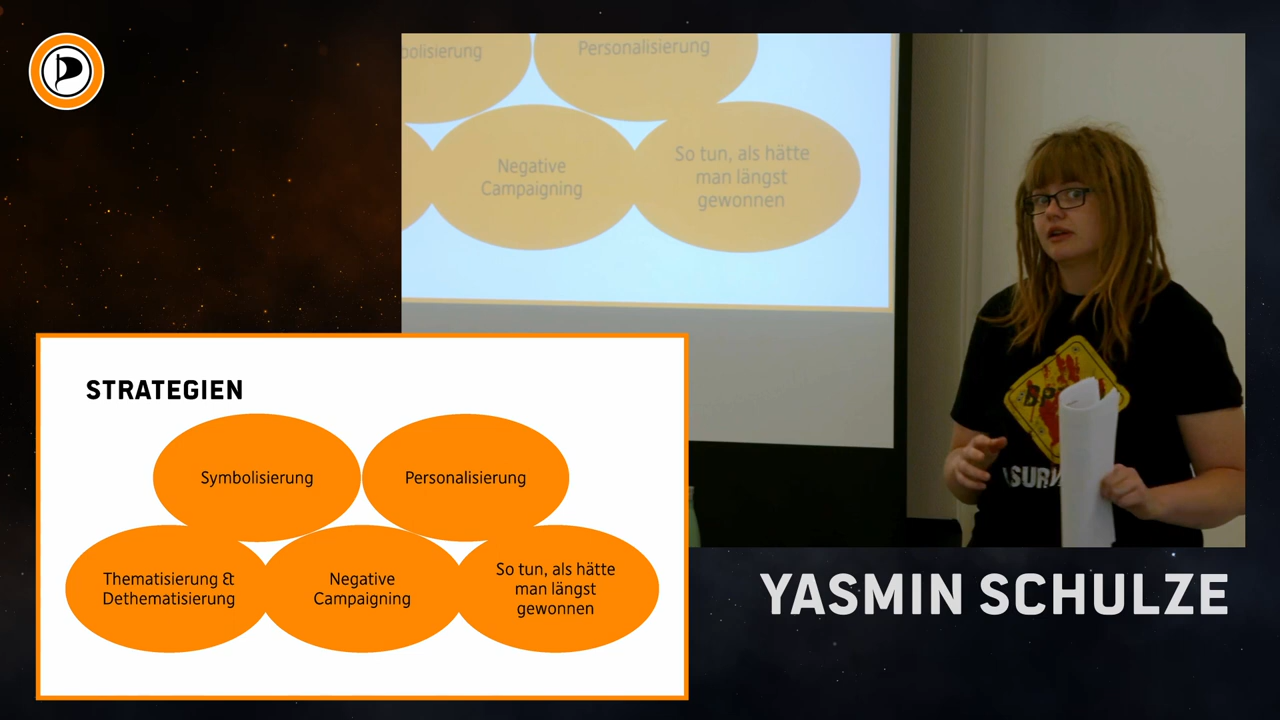 Personalisierung
Negative
Campaigning
So tun, als hätte
man längst
gewonnen
STRATEGIEN
Symbolisierung
Personalisierung
Thematisierung &
Dethematisierung
Negative
Campaigning
So tun, als hätte
man längst
gewonnen
YASMIN SCHULZE